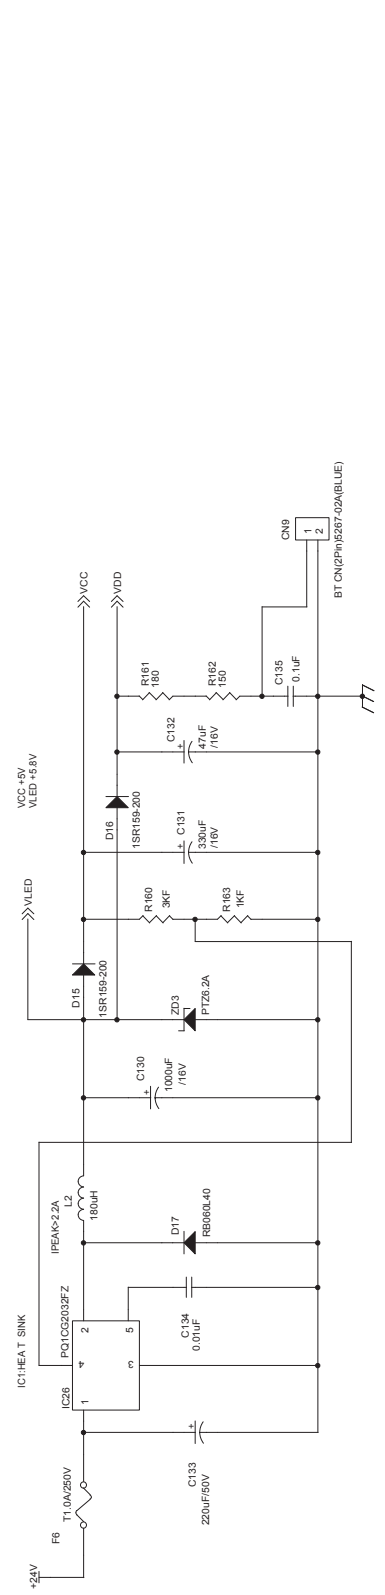 +24V
F6
T1.0A/250V
IC1:HEA T SINK
IC26
PQ1CG2032FZ
1
2
3
4
5
C133
220uF/50V
C134
0.01uF
IPEAK>2.2A
L2
180uH
D17
RB060L40
C130
1000uF
/16V
VLED
D15
1SR159-200
ZD3
PTZ6.2A
VCC +5V
VLED +5.8V
R160
3KF
R163
1KF
D16
1SR159-200
C131
330uF
/16V
C132
47uF
/16V
R161
180
R162
150
C135
0.1uF
VCC
VDD
CN9
1
2
BT CN(2Pin)5267-02A(BLUE)